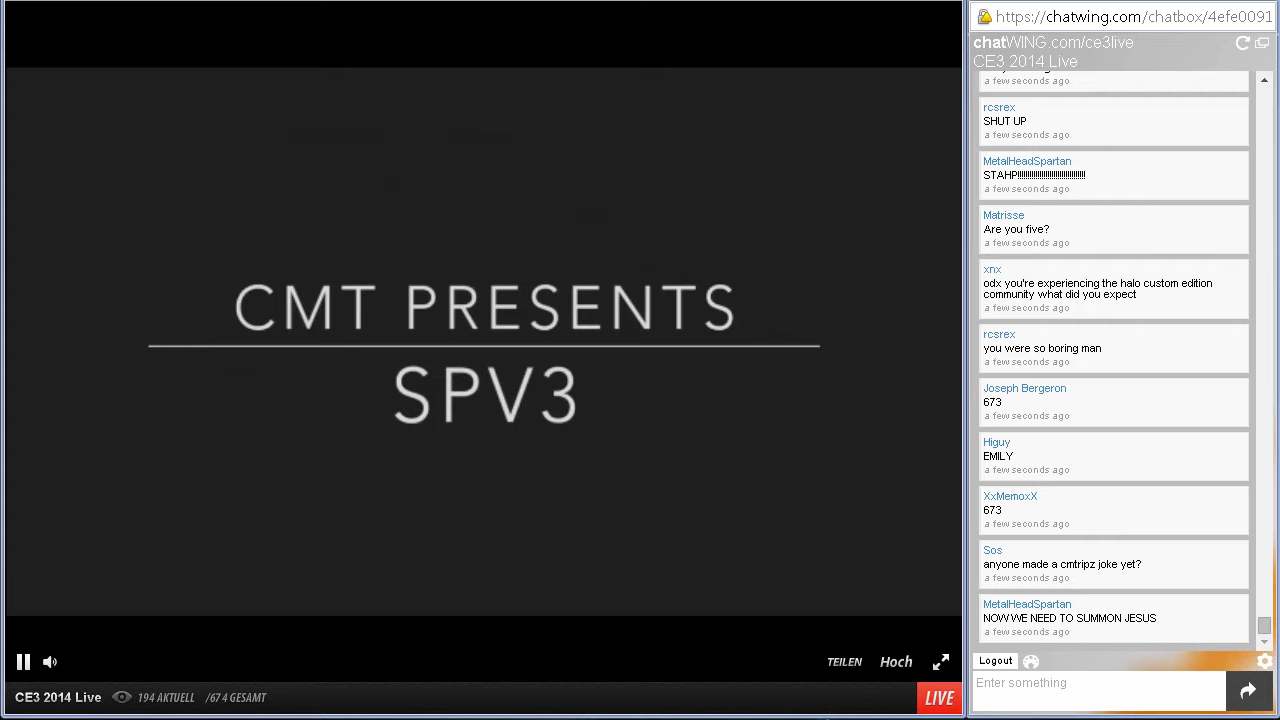 CMT PRESENTS
SPV3
TEILEN
Hoch
CE3 2014 Live
194 AKTUELL
/674 GESAMT
LIVE
https://chatwing.com/chatbox/4efe0091
chatWING.com/ce3live
CE3 2014 Live
a few seconds ago
rcsrex
SHUT UP
a few seconds ago
MetalHeadSpartan
a few seconds ago
Matrisse
Are you five?
a few seconds ago
xnx
odx you're experiencing the halo custom edition
community what did you expect
a few seconds ago
rcsrex
you were so boring man
a few seconds ago
Joseph Bergeron
673
a few seconds ago
Higuy
EMILY
a few seconds ago
XxMemoxX
673
a few seconds ago
Sos
anyone made a cmtripz joke yet?
a few seconds ago
MetalHeadSpartan
NOW WE NEED TO SUMMON JESUS
a few seconds ago
Logout
Enter something